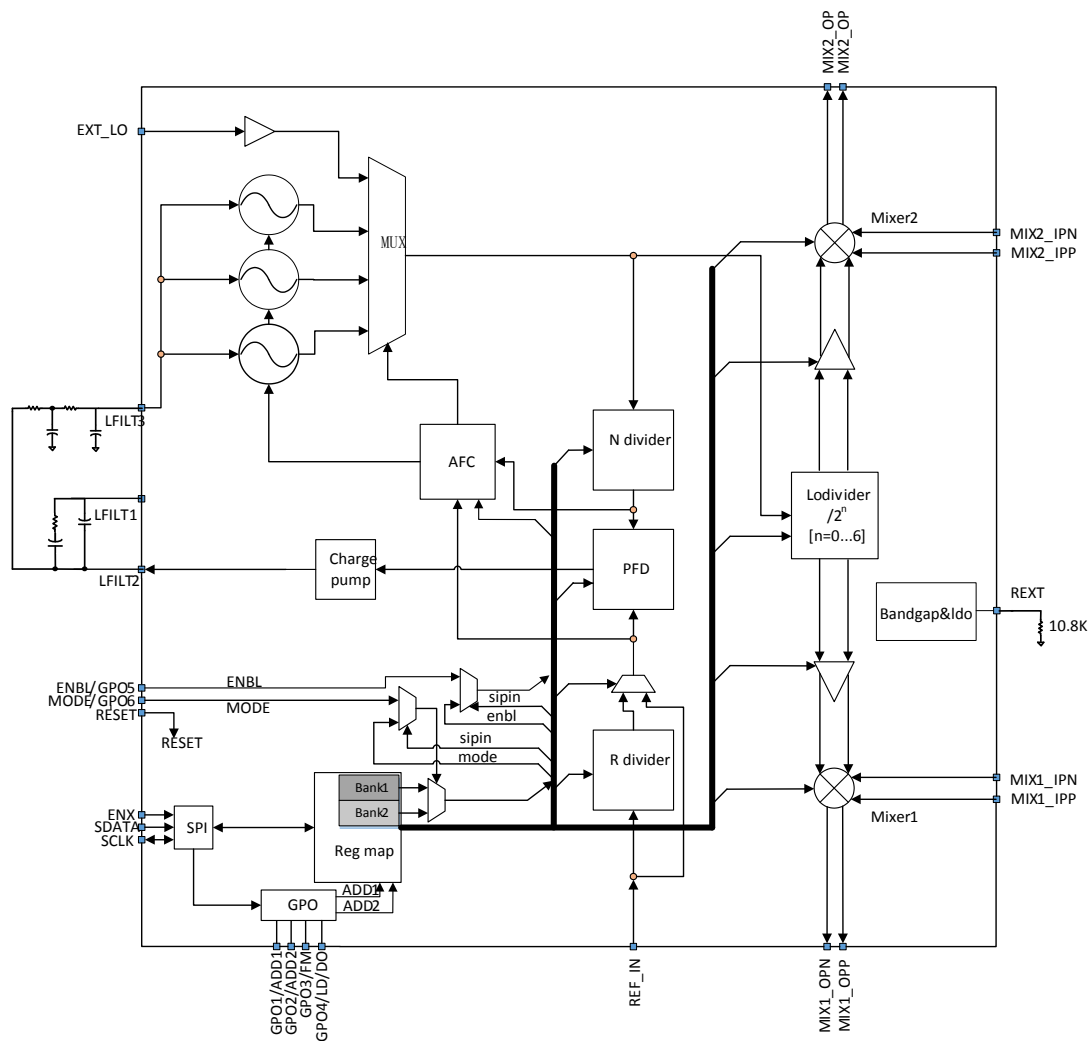 MIX2_OP
MIX2_OP
EXT_LO
MUX
Mixer2
MIX2_IPN
MIX2_IPP
LFILT3
N divider
AFC
Lodivider
/2ⁿ
[n=0...6]
LFILT1
PFD
Charge
pump
LFILT2
REXT
Bandgap&ldo
10.8K
ENBL/GPO5
ENBL
MODE/GPO6
MODE
sipin
RESET
enbl
RESET
sipin
mode
R divider
Bank1
Bank2
MIX1_IPN
MIX1_IPP
Mixer1
ENX
SDATA
SCLK
SPI
Reg map
ADD1
GPO
ADD2
GPO1/ADD1
GPO2/ADD2
GPO3/FM
GPO4/LD/DO
REF_IN
MIX1_OPN
MIX1_OPP